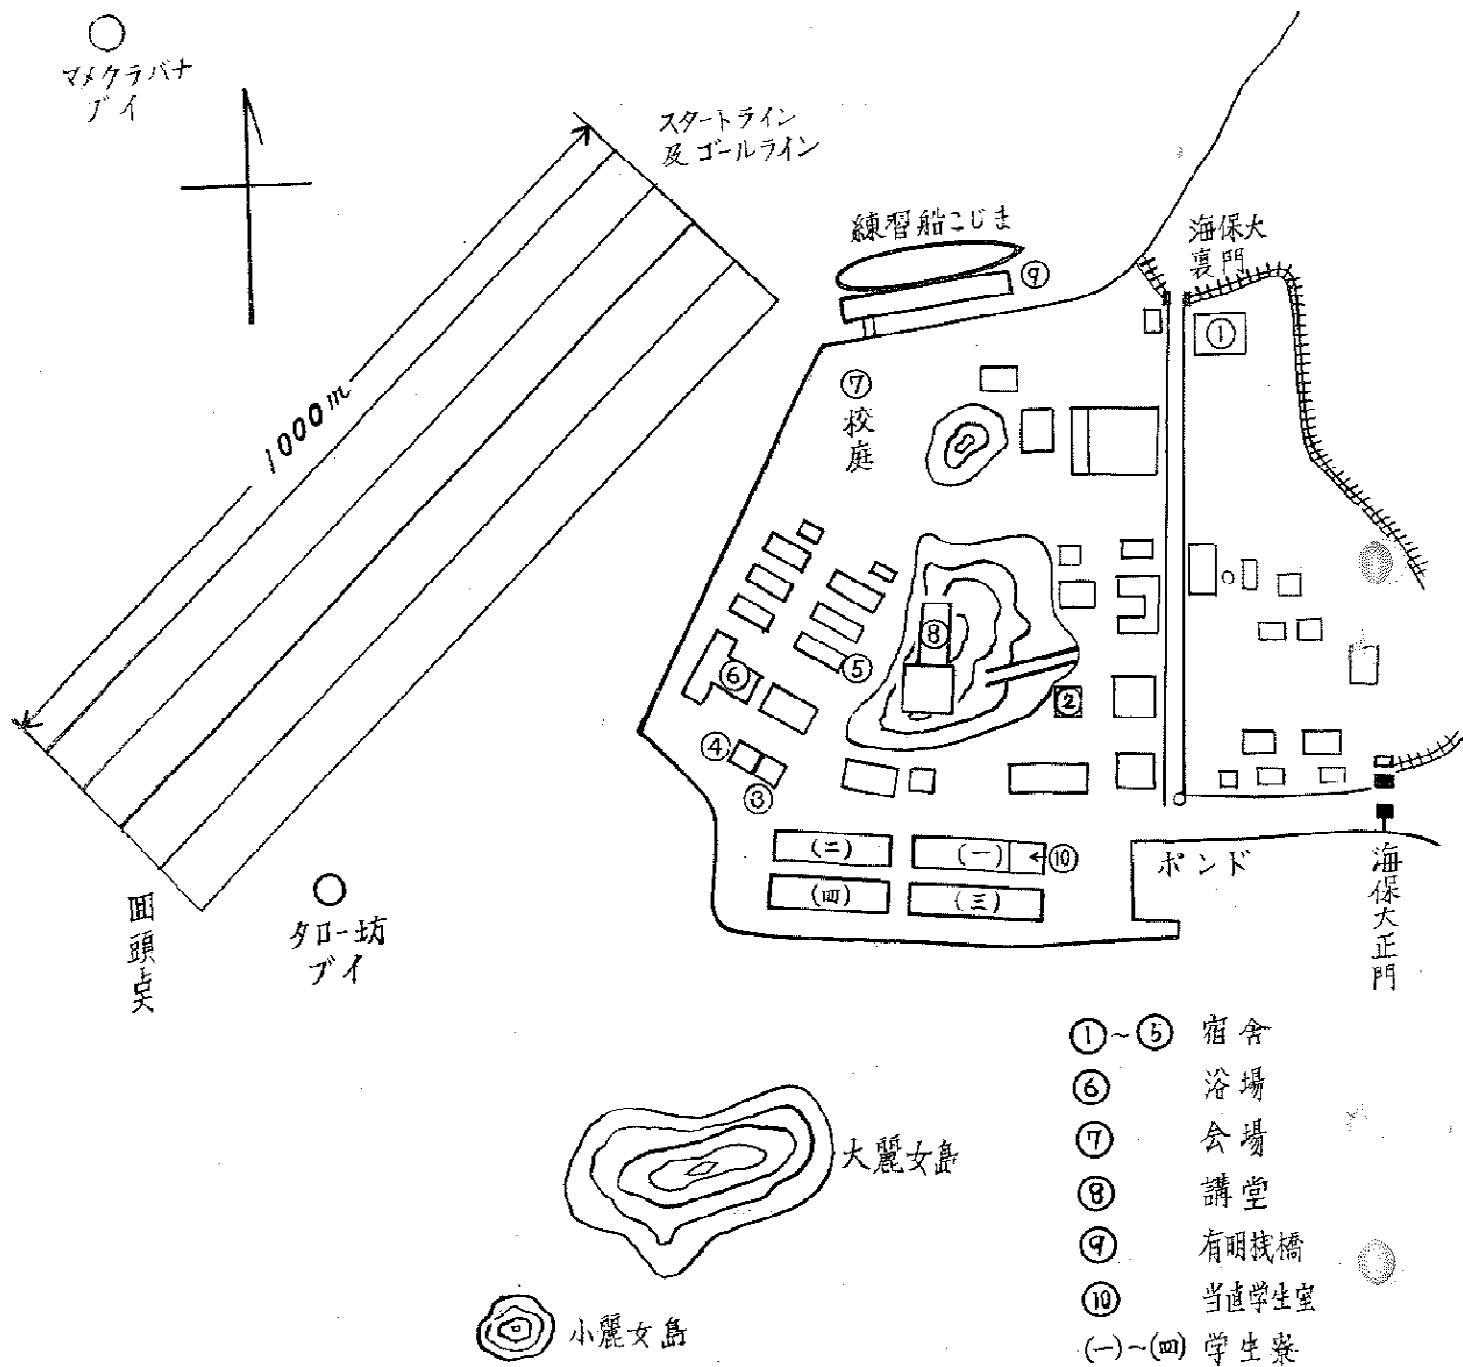 マメクラバナ
ブイ
スタートライン
及ゴールライン
1000m
練習船こじま
⑨
海保大
裏門
①
⑦
校庭
⑧
⑤
⑥
②
④
③
(二)
(一)
←⑩
(四)
(三)
ポンド
海保大正門
回頭点
タロー坊
ブイ
大麗女島
小麗女島
①~⑤ 宿舎
⑥ 浴場
⑦ 会場
⑧ 講堂
⑨ 有明桟橋
⑩ 当直学生室
(一)~(四) 学生寮